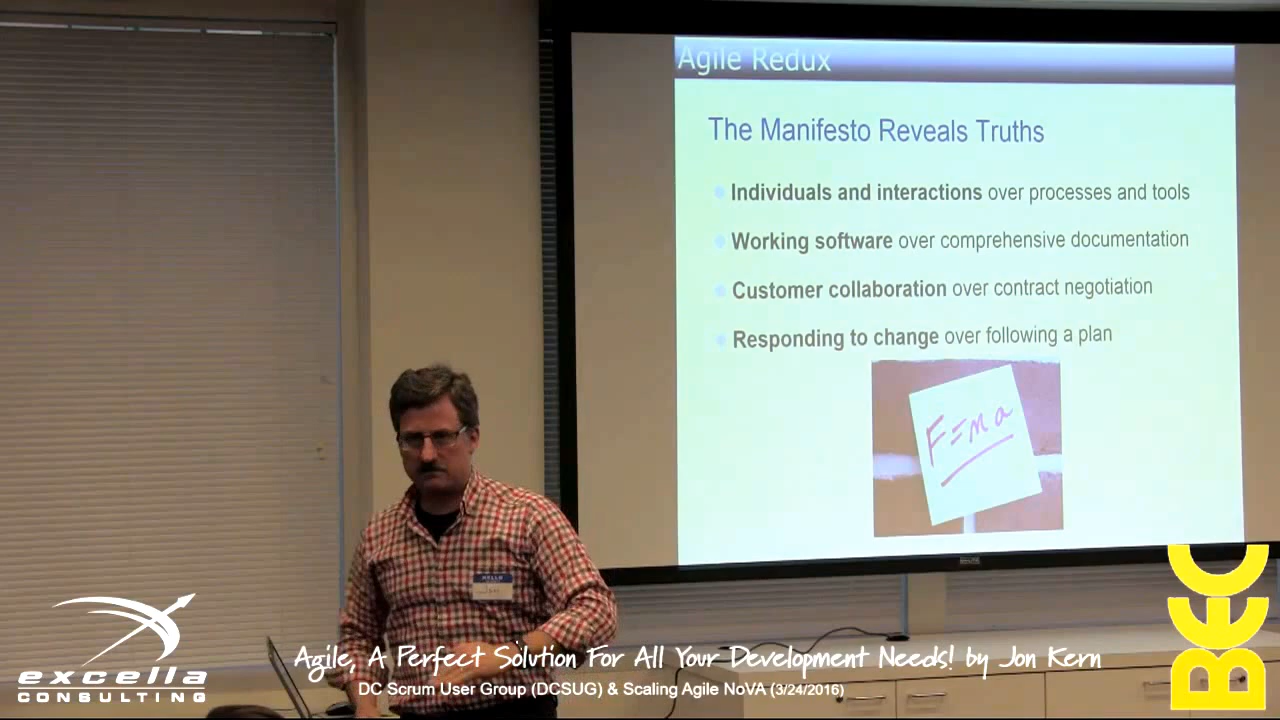 Agile Redux
The Manifesto Reveals Truths
Individuals and interactions over processes and tools
Working software over comprehensive documentation
Customer collaboration over contract negotiation
Responding to change over following a plan
F=ma
HELLO
Jon
excella
CONSULTING
Agile, A Perfect Solution For All Your Development Needs! by Jon Kern
DC Scrum User Group (DCSUG) & Scaling Agile NoVA (3/24/2016)